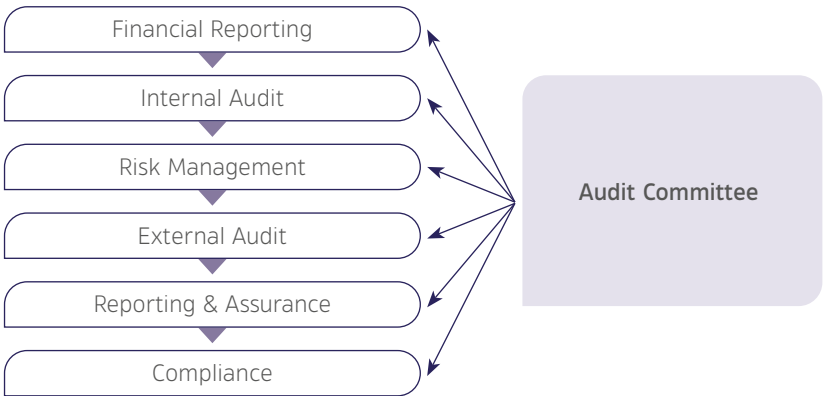 Financial Reporting
Internal Audit
Risk Management
External Audit
Reporting & Assurance
Compliance
Audit Committee